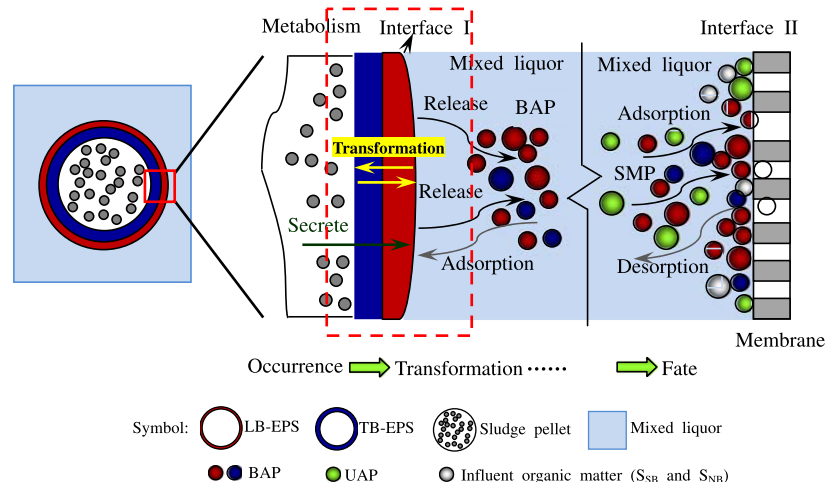 Metabolism Interface I Interface II
Mixed liquor Mixed liquor
Release BAP Adsorption
Transformation
Release SMP
Secrete
Adsorption Desorption
Membrane
Occurrence Transformation ...... Fate
Symbol: LB-EPS TB-EPS Sludge pellet Mixed liquor
BAP UAP Influent organic matter (SSB and SNB)